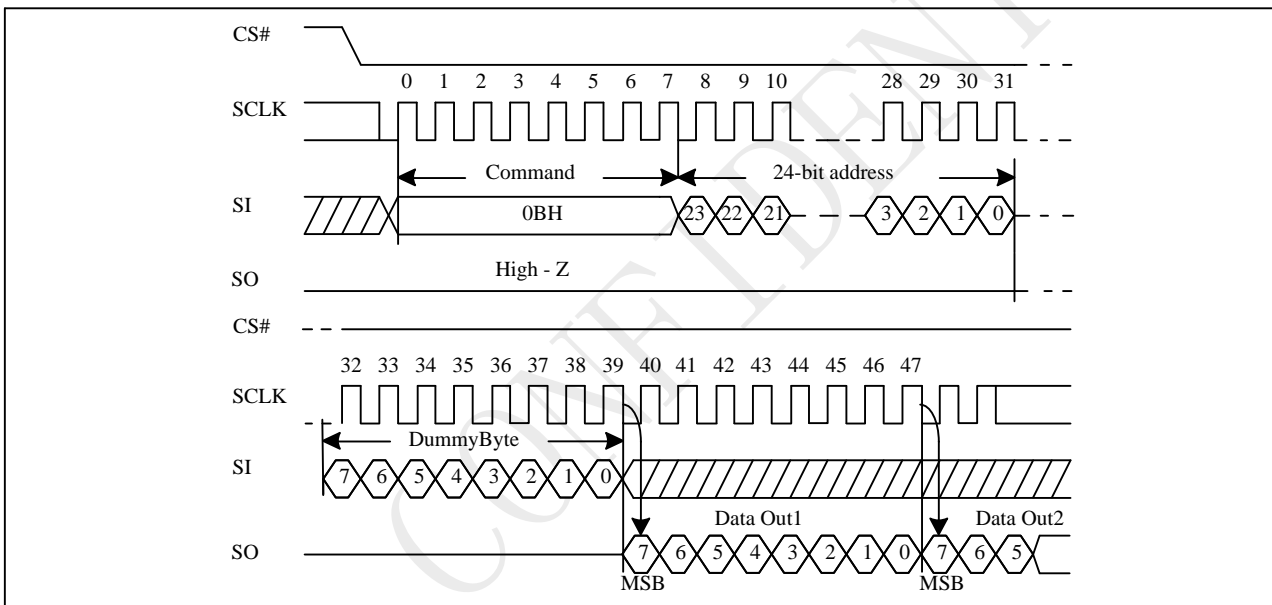 CS#
0 1 2 3 4 5 6 7 8 9 10 28 29 30 31
SCLK
Command 24-bit address
SI 0BH 23 22 21 3 2 1 0
High - Z
SO
CS#
32 33 34 35 36 37 38 39 40 41 42 43 44 45 46 47
SCLK
DummyByte
SI 7 6 5 4 3 2 1 0
Data Out1 Data Out2
SO 7 6 5 4 3 2 1 0 7 6 5
MSB MSB
CONFIDENT